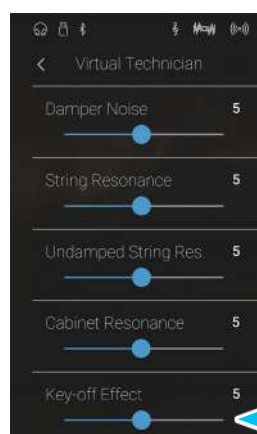 Virtual Technician
Damper Noise 5
String Resonance 5
Undamped String Res. 5
Cabinet Resonance 5
Key-off Effect 5